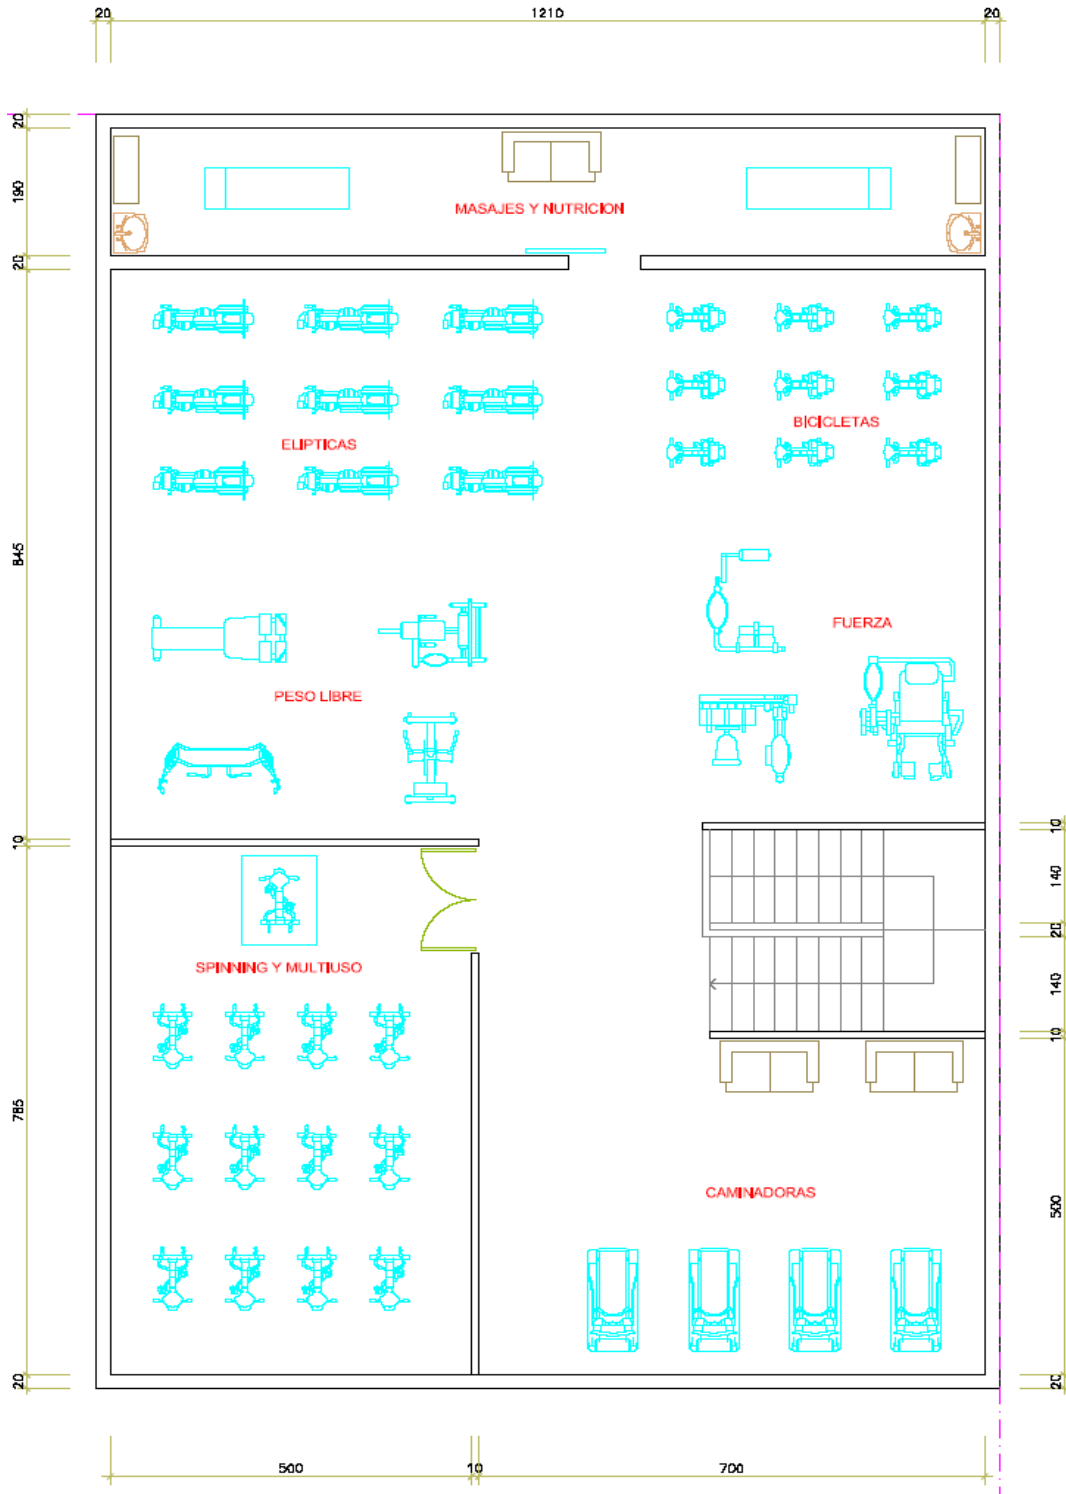 20 1210 20
20
190
MASAJES Y NUTRICION
20
BICICLETAS
ELIPTICAS
845
FUERZA
PESO LIBRE
10
10
140
20
SPINNING Y MULTIUSO
140
10
785
CAMINADORAS
500
20
20
500 10 700